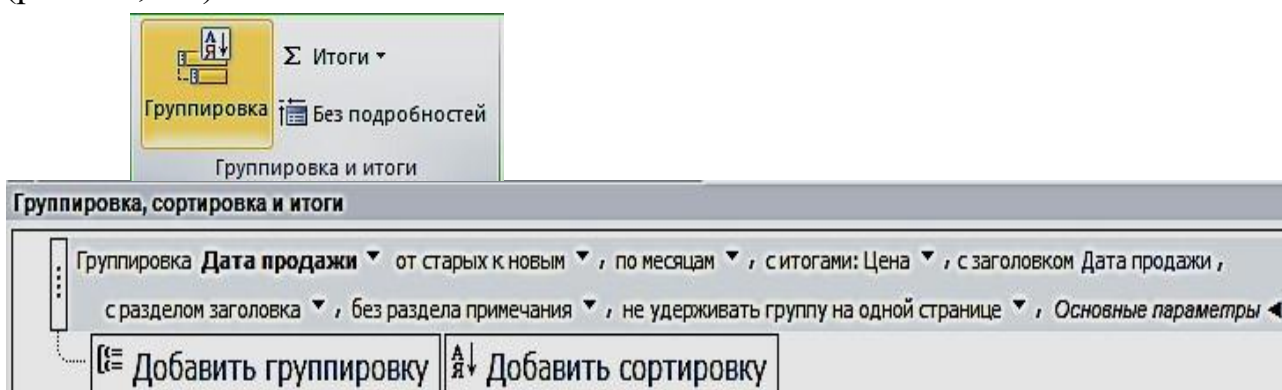 Группировка
Σ Итоги
Без подробностей
Группировка и итоги
Группировка, сортировка и итоги
Группировка Дата продажи ▼ от старых к новым ▼ , по месяцам ▼ , с итогами: Цена ▼ , с заголовком Дата продажи ,
с разделом заголовка ▼ , без раздела примечания ▼ , не удерживать группу на одной странице ▼ , Основные параметры ◄
Добавить группировку
Добавить сортировку